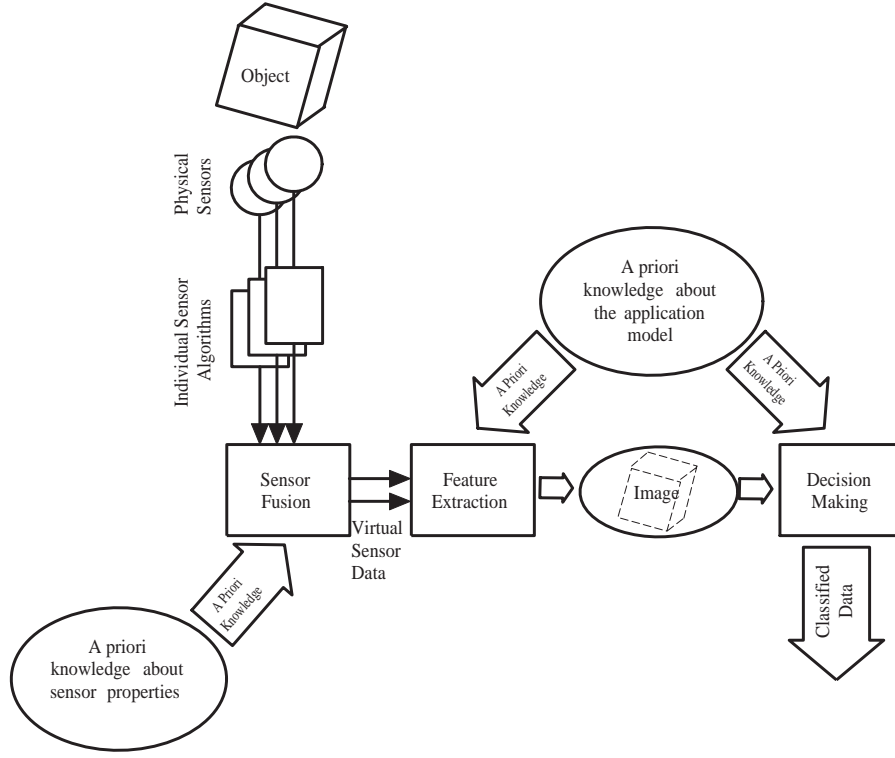 Object
Physical
Sensors
Individual Sensor
Algorithms
A priori
knowledge about
the application
model
A Priori
Knowledge
A Priori
Knowledge
Sensor
Fusion
Virtual
Sensor
Data
Feature
Extraction
Image
Decision
Making
A Priori
Knowledge
A priori
knowledge about
sensor properties
Classified
Data